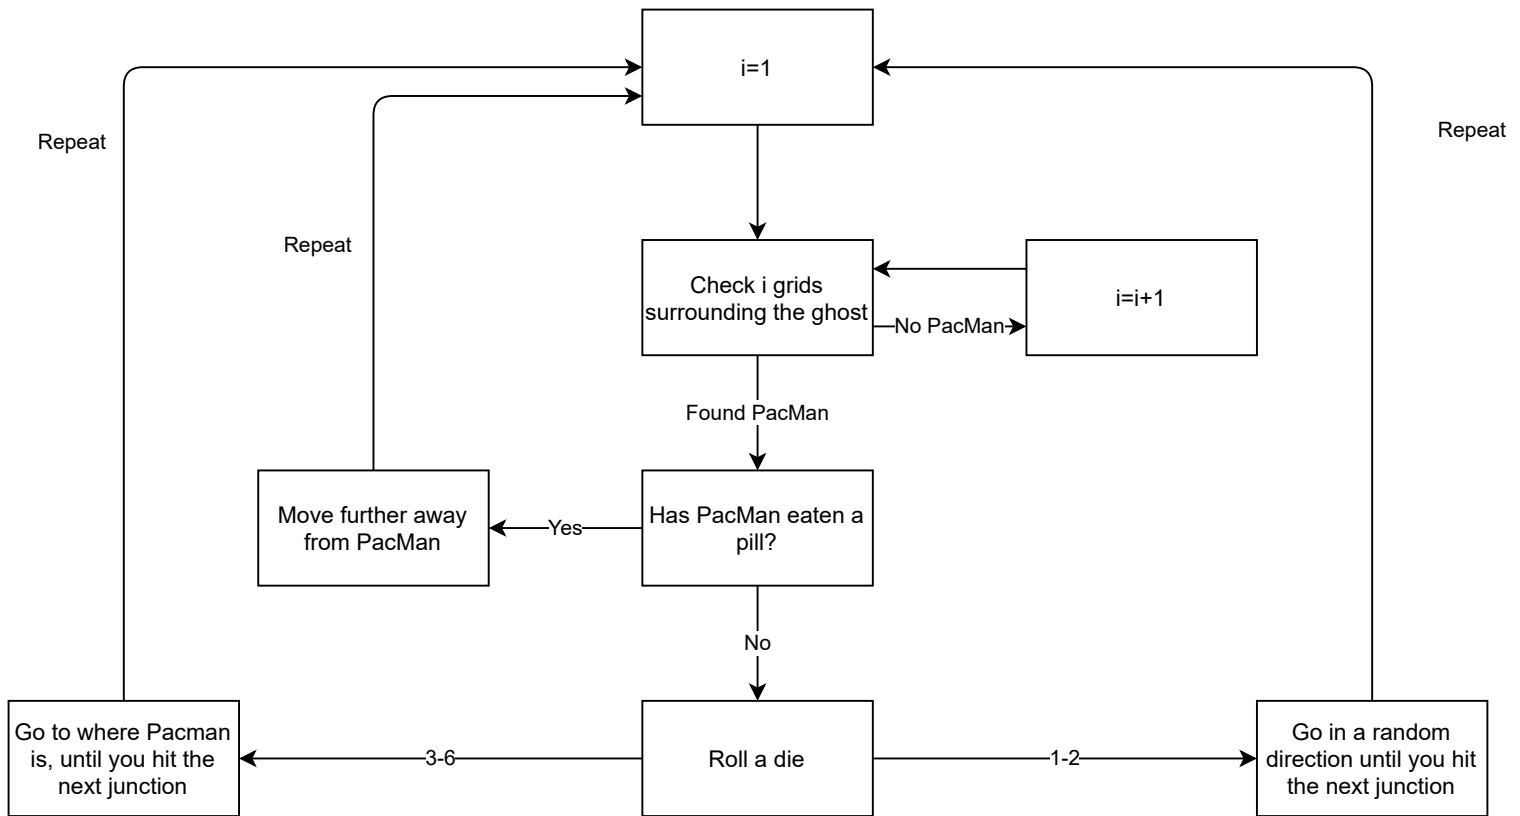 i=1
Repeat
Repeat
Repeat
Check i grids
surrounding the ghost
i=i+1
No PacMan
Found PacMan
Move further away
from PacMan
Yes
Has PacMan eaten a
pill?
No
Go to where Pacman
is, until you hit the
next junction
3-6
Roll a die
1-2
Go in a random
direction until you hit
the next junction